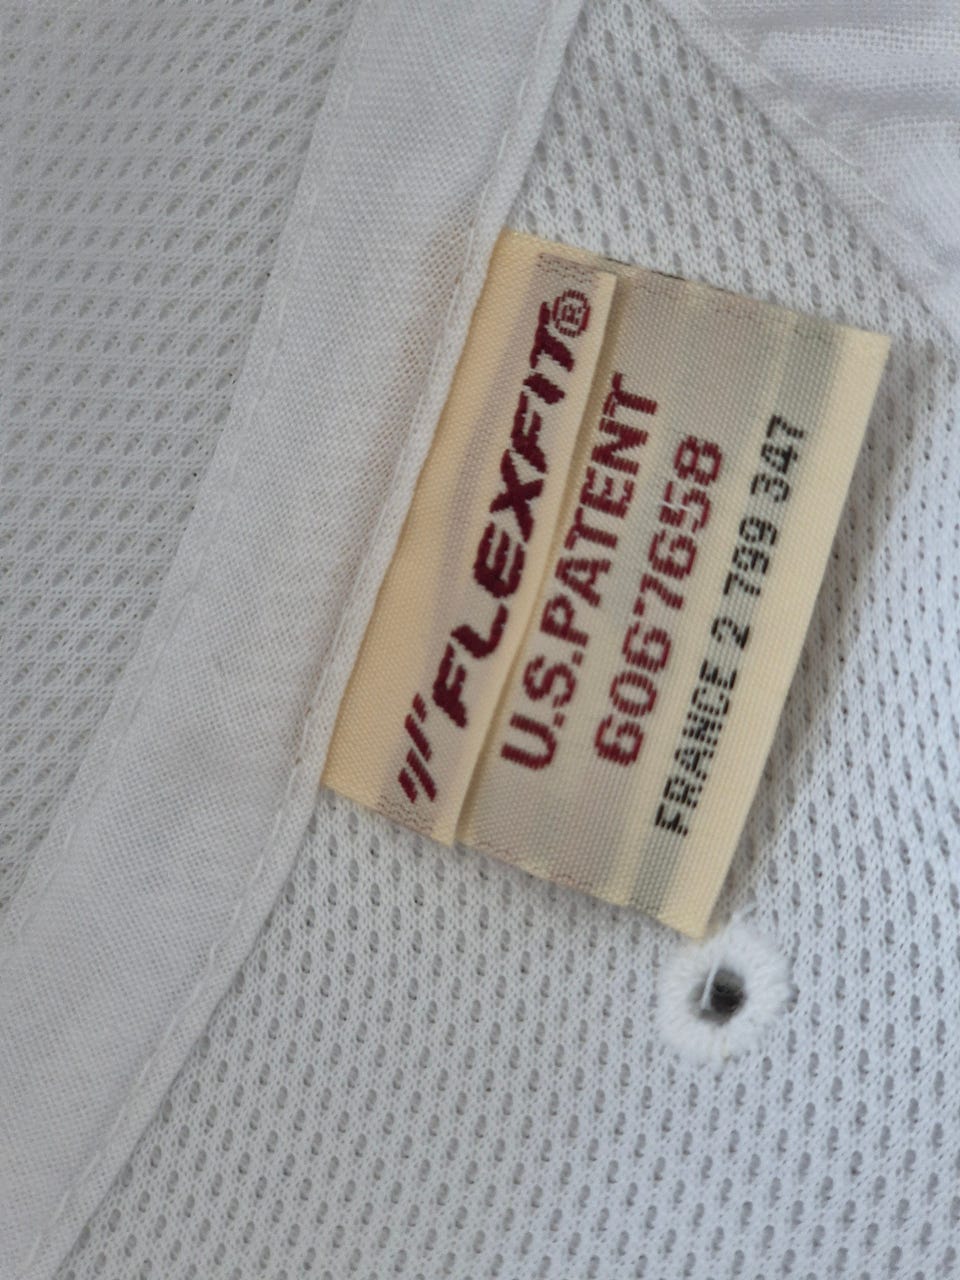 FLEXFIT®
U.S.PATENT
6067658
FRANCE 2 799 347